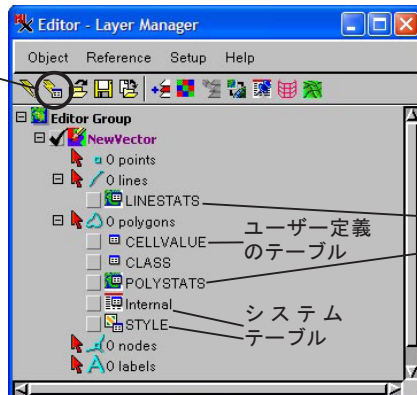 Editor - Layer Manager
Object Reference Setup Help
Editor Group
NewVector
0 points
0 lines
LINESTATS
0 polygons
CELLVALUE
ユーザー定義
のテーブル
CLASS
POLYSTATS
Internal
システム
STYLE
テーブル
0 nodes
0 labels